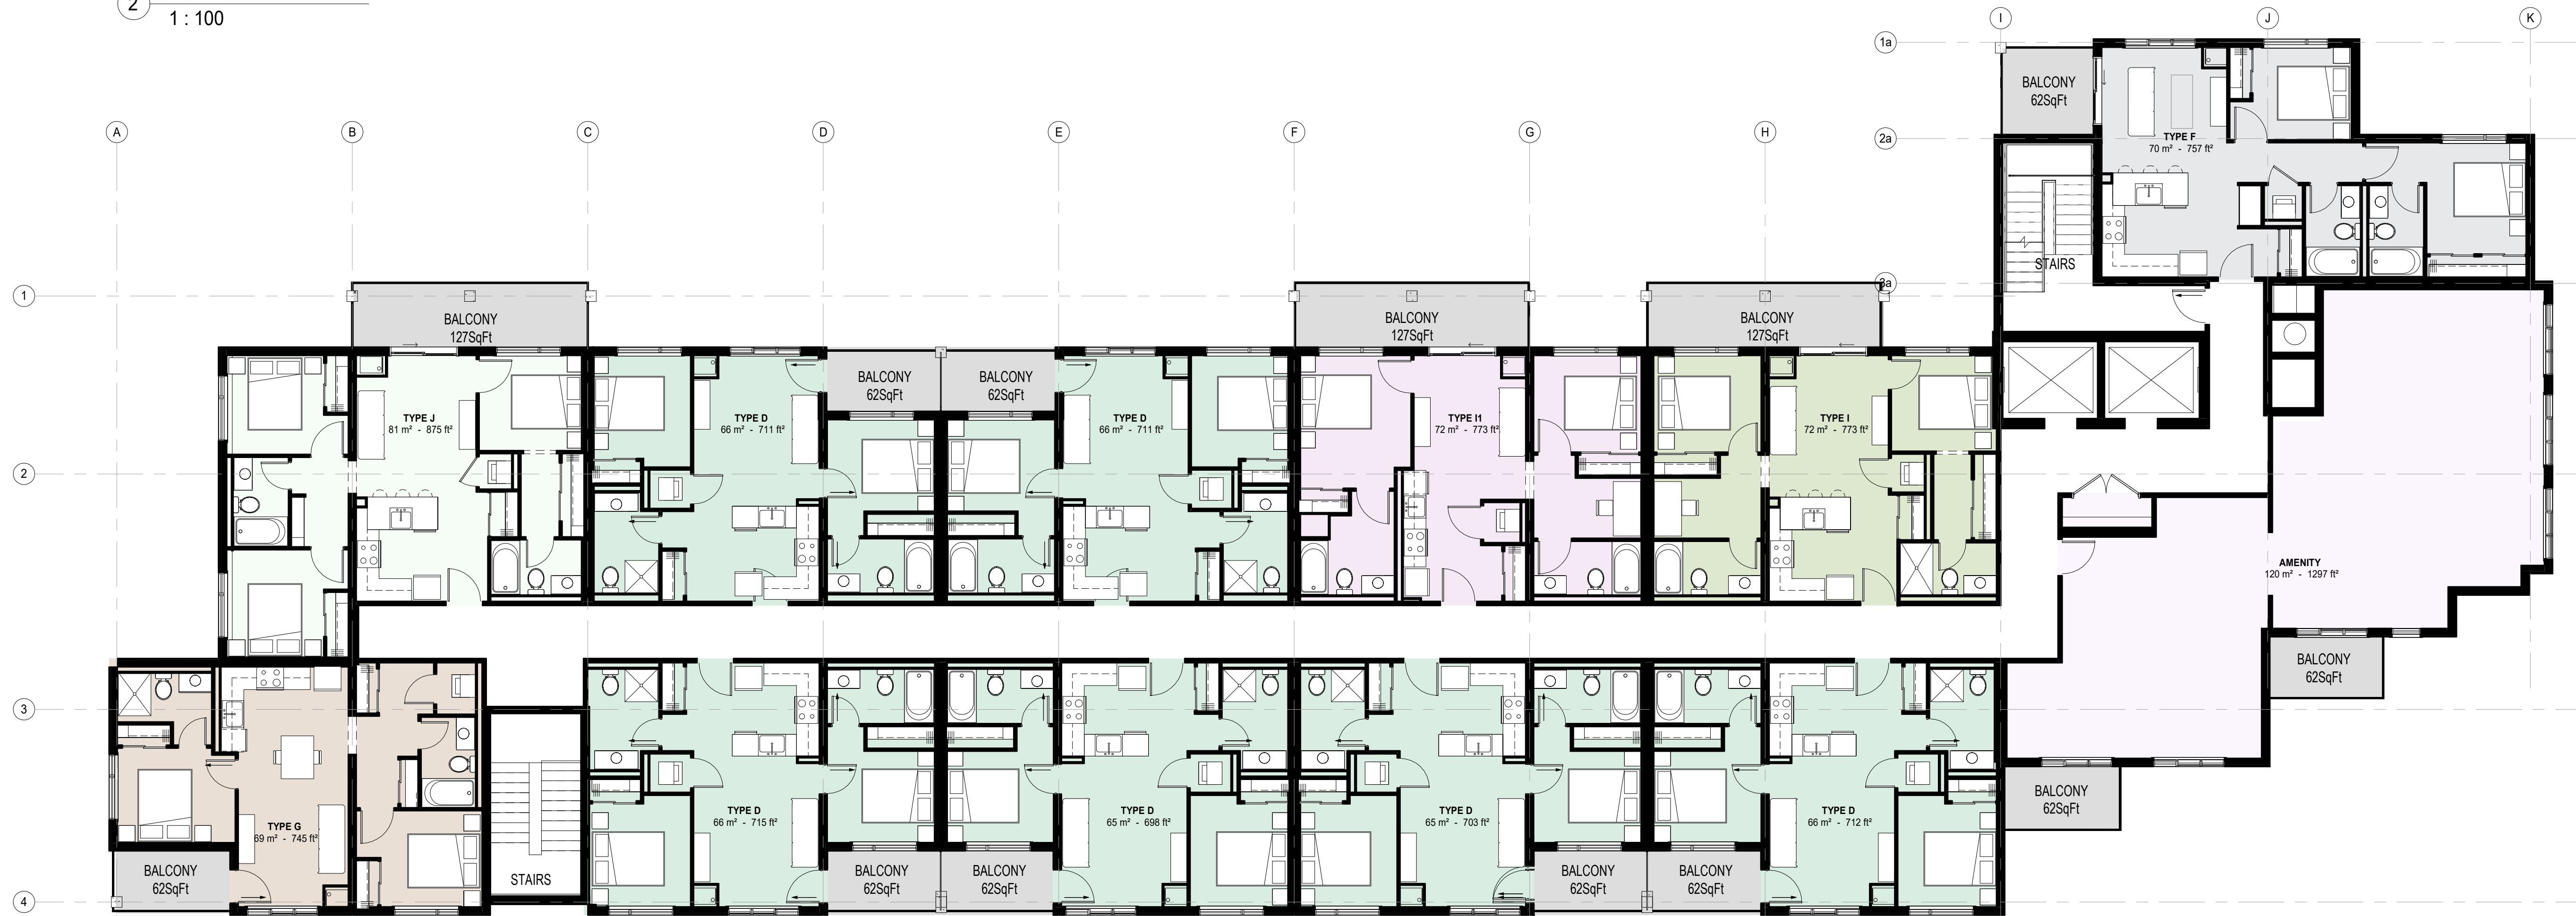 2
1 : 100
I
J
K
1a
BALCONY
62SqFt
A
B
C
D
E
F
G
H
2a
TYPE F
70 m² - 757 ft²
STAIRS
3a
1
BALCONY
127SqFt
BALCONY
127SqFt
BALCONY
127SqFt
BALCONY
62SqFt
BALCONY
62SqFt
TYPE J
81 m² - 875 ft²
TYPE D
66 m² - 711 ft²
TYPE D
66 m² - 711 ft²
TYPE I1
72 m² - 773 ft²
TYPE I
72 m² - 773 ft²
2
AMENITY
120 m² - 1297 ft²
BALCONY
62SqFt
3
BALCONY
62SqFt
TYPE G
69 m² - 745 ft²
TYPE D
66 m² - 715 ft²
TYPE D
65 m² - 698 ft²
TYPE D
65 m² - 703 ft²
TYPE D
66 m² - 712 ft²
BALCONY
62SqFt
STAIRS
BALCONY
62SqFt
BALCONY
62SqFt
BALCONY
62SqFt
BALCONY
62SqFt
4